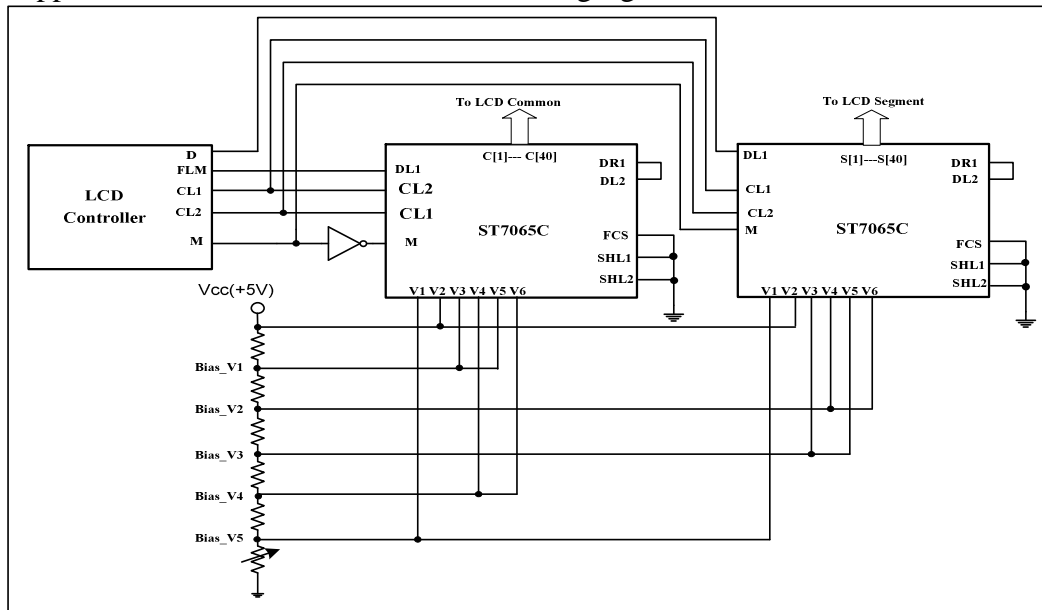 To LCD Common
To LCD Segment
LCD
Controller
D
FLM
CL1
CL2
M
C[1]--- C[40]
DL1
CL2
CL1
M
ST7065C
DR1
DL2
FCS
SHL1
SHL2
V1 V2 V3 V4 V5 V6
S[1]---S[40]
DL1
CL1
CL2
M
ST7065C
DR1
DL2
FCS
SHL1
SHL2
V1 V2 V3 V4 V5 V6
Vcc(+5V)
Bias_V1
Bias_V2
Bias_V3
Bias_V4
Bias_V5